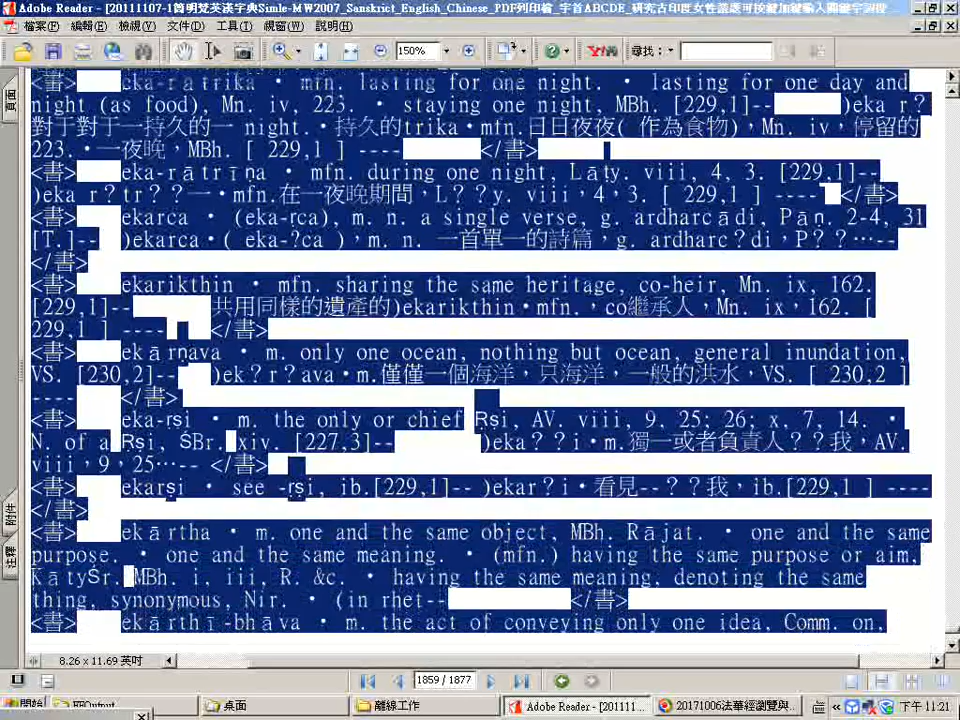 Adobe Reader - [20111107-1簡明梵英漢字典Simle-MW2007_Sanskrict_English_Chinese_PDF列印檔_字首ABCDE_研究古印度女性議題可按鍵
檔案(F) 編輯(E) 檢視(V) 文件(D) 工具(T) 視窗(W) 說明(H)
150% 尋找：
頁面
<書> eka-rātrika • mfn. lasting for one night. • lasting for one day and
night (as food), Mn. iv, 223. • staying one night, MBh. [229,1]-- )eka r?
對于對于一持久的一 night.•持久的trika•mfn.日日夜夜( 作為食物)，Mn. iv，停留的
223.•一夜晚，MBh. [ 229,1 ] ---- </書>
<書> eka-rātrīṇa • mfn. during one night, Lāṭy. viii, 4, 3. [229,1]--
)eka r??tr??一•mfn.在一夜晚期間，L??y. viii，4，3. [ 229,1 ] ---- </書>
<書> ekarca • (eka-ṛca), m. n. a single verse, g. ardharcādi, Pāṇ. 2-4, 31
[T.]-- )ekarca•( eka-?ca )，m. n. 一首單一的詩篇，g. ardharc?di，P??…--
</書>
<書> ekarikthin • mfn. sharing the same heritage, co-heir, Mn. ix, 162.
[229,1]-- 共用同樣的遺產的)ekarikthin•mfn.，co繼承人，Mn. ix，162. [
229,1 ] ---- </書>
<書> ekārṇava • m. only one ocean, nothing but ocean, general inundation,
VS. [230,2]-- )ek?r?ava•m.僅僅一個海洋，只海洋，一般的洪水，VS. [ 230,2 ]
---- </書>
<書> eka-ṛṣi • m. the only or chief Ṛṣi, AV. viii, 9. 25; 26; x, 7, 14. •
N. of a Ṛṣi, ŚBr. xiv. [227,3]-- )eka??i•m.獨一或者負責人??我，AV.
viii，9，25…-- </書>
<書> ekarṣi • see -ṛṣi, ib.[229,1]-- )ekar?i•看見--??我，ib.[229,1 ] ----
</書>
<書> ekārtha • m. one and the same object, MBh. Rājat. • one and the same
purpose. • one and the same meaning. • (mfn.) having the same purpose or aim,
KātyŚr. MBh. i, iii, R. &c. • having the same meaning, denoting the same
thing, synonymous, Nir. • (in rhet-- </書>
<書> ekārthī-bhāva • m. the act of conveying only one idea, Comm. on,
附件
注釋
8.26 x 11.69 英吋
1859 / 1877
開始 桌面 離線工作 Adobe Reader - [201111... 20171006法華經瀏覽與... 下午 11:21